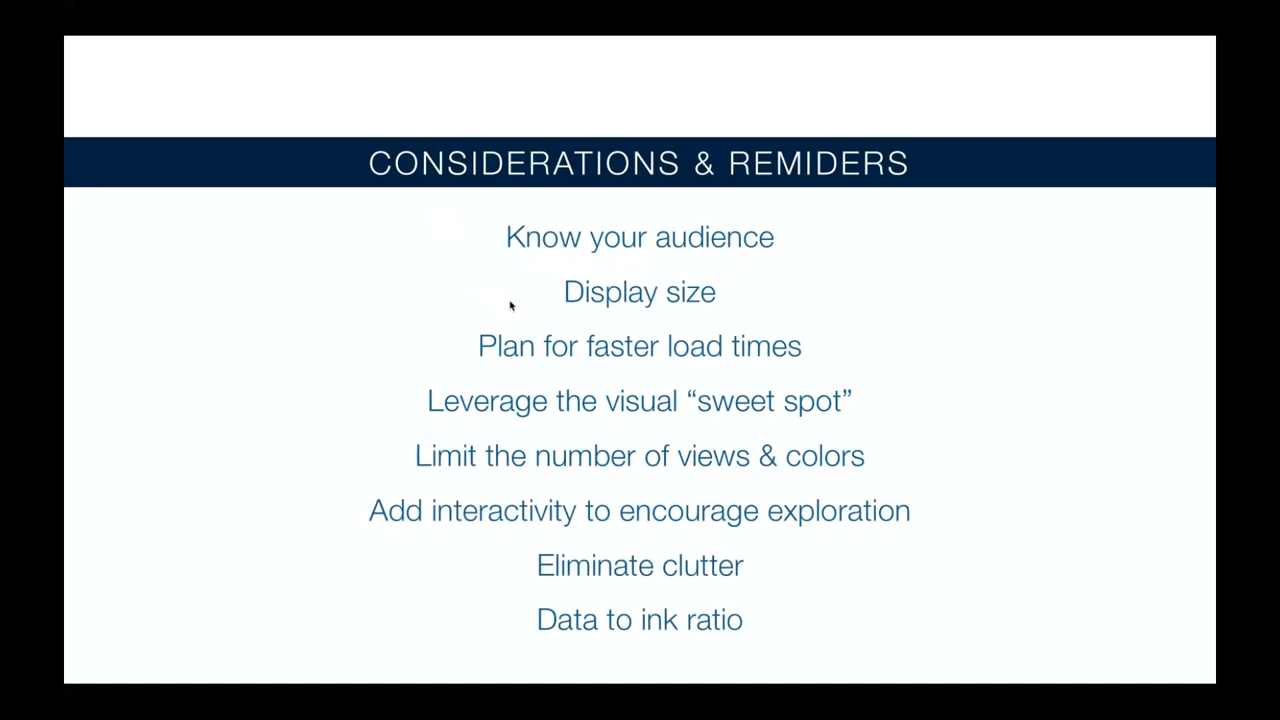 CONSIDERATIONS & REMIDERS
Know your audience
Display size
Plan for faster load times
Leverage the visual “sweet spot”
Limit the number of views & colors
Add interactivity to encourage exploration
Eliminate clutter
Data to ink ratio